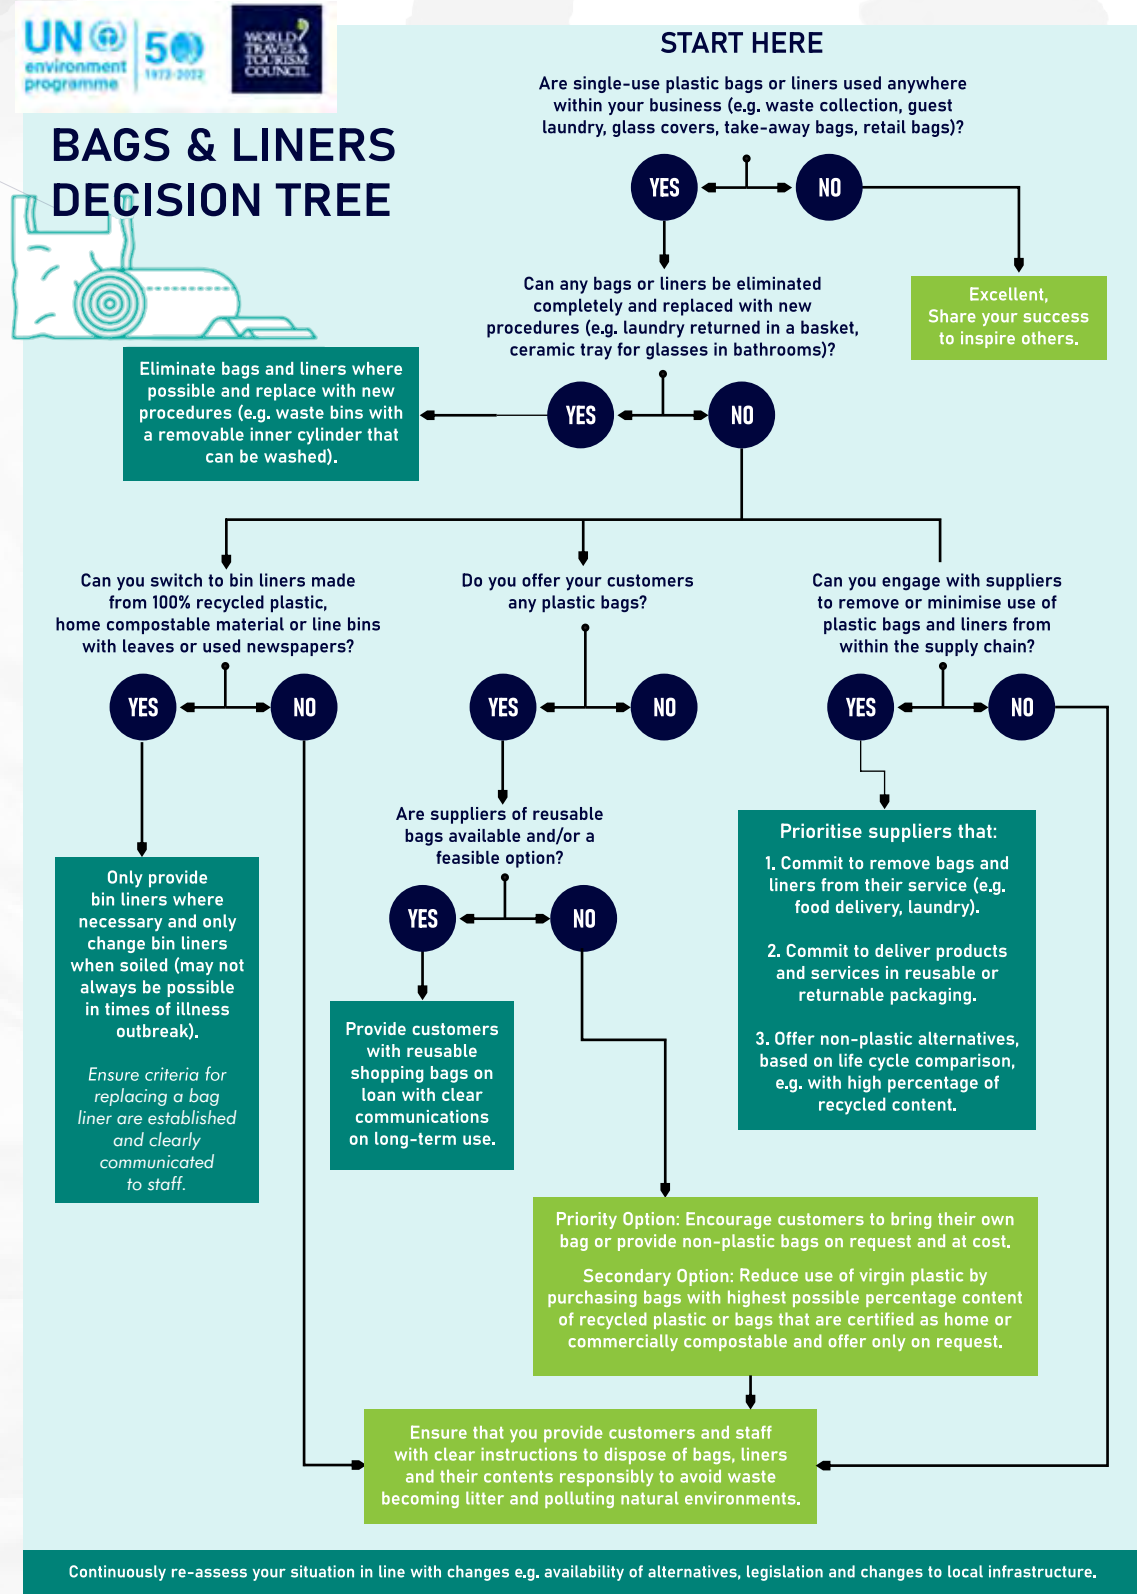 UN
environment
programme
50
1972-2022
WORLD
TRAVEL &
TOURISM
COUNCIL
BAGS & LINERS
DECISION TREE
START HERE
Are single-use plastic bags or liners used anywhere
within your business (e.g. waste collection, guest
laundry, glass covers, take-away bags, retail bags)?
YES
NO
Excellent,
Share your success
to inspire others.
Can any bags or liners be eliminated
completely and replaced with new
procedures (e.g. laundry returned in a basket,
ceramic tray for glasses in bathrooms)?
YES
NO
Eliminate bags and liners where
possible and replace with new
procedures (e.g. waste bins with
a removable inner cylinder that
can be washed).
Can you switch to bin liners made
from 100% recycled plastic,
home compostable material or line bins
with leaves or used newspapers?
YES
NO
Only provide
bin liners where
necessary and only
change bin liners
when soiled (may not
always be possible
in times of illness
outbreak).
Ensure criteria for
replacing a bag
liner are established
and clearly
communicated
to staff.
Do you offer your customers
any plastic bags?
YES
NO
Are suppliers of reusable
bags available and/or a
feasible option?
YES
NO
Provide customers
with reusable
shopping bags on
loan with clear
communications
on long-term use.
Can you engage with suppliers
to remove or minimise use of
plastic bags and liners from
within the supply chain?
YES
NO
Prioritise suppliers that:
1. Commit to remove bags and
liners from their service (e.g.
food delivery, laundry).
2. Commit to deliver products
and services in reusable or
returnable packaging.
3. Offer non-plastic alternatives,
based on life cycle comparison,
e.g. with high percentage of
recycled content.
Priority Option: Encourage customers to bring their own
bag or provide non-plastic bags on request and at cost.
Secondary Option: Reduce use of virgin plastic by
purchasing bags with highest possible percentage content
of recycled plastic or bags that are certified as home or
commercially compostable and offer only on request.
Ensure that you provide customers and staff
with clear instructions to dispose of bags, liners
and their contents responsibly to avoid waste
becoming litter and polluting natural environments.
Continuously re-assess your situation in line with changes e.g. availability of alternatives, legislation and changes to local infrastructure.